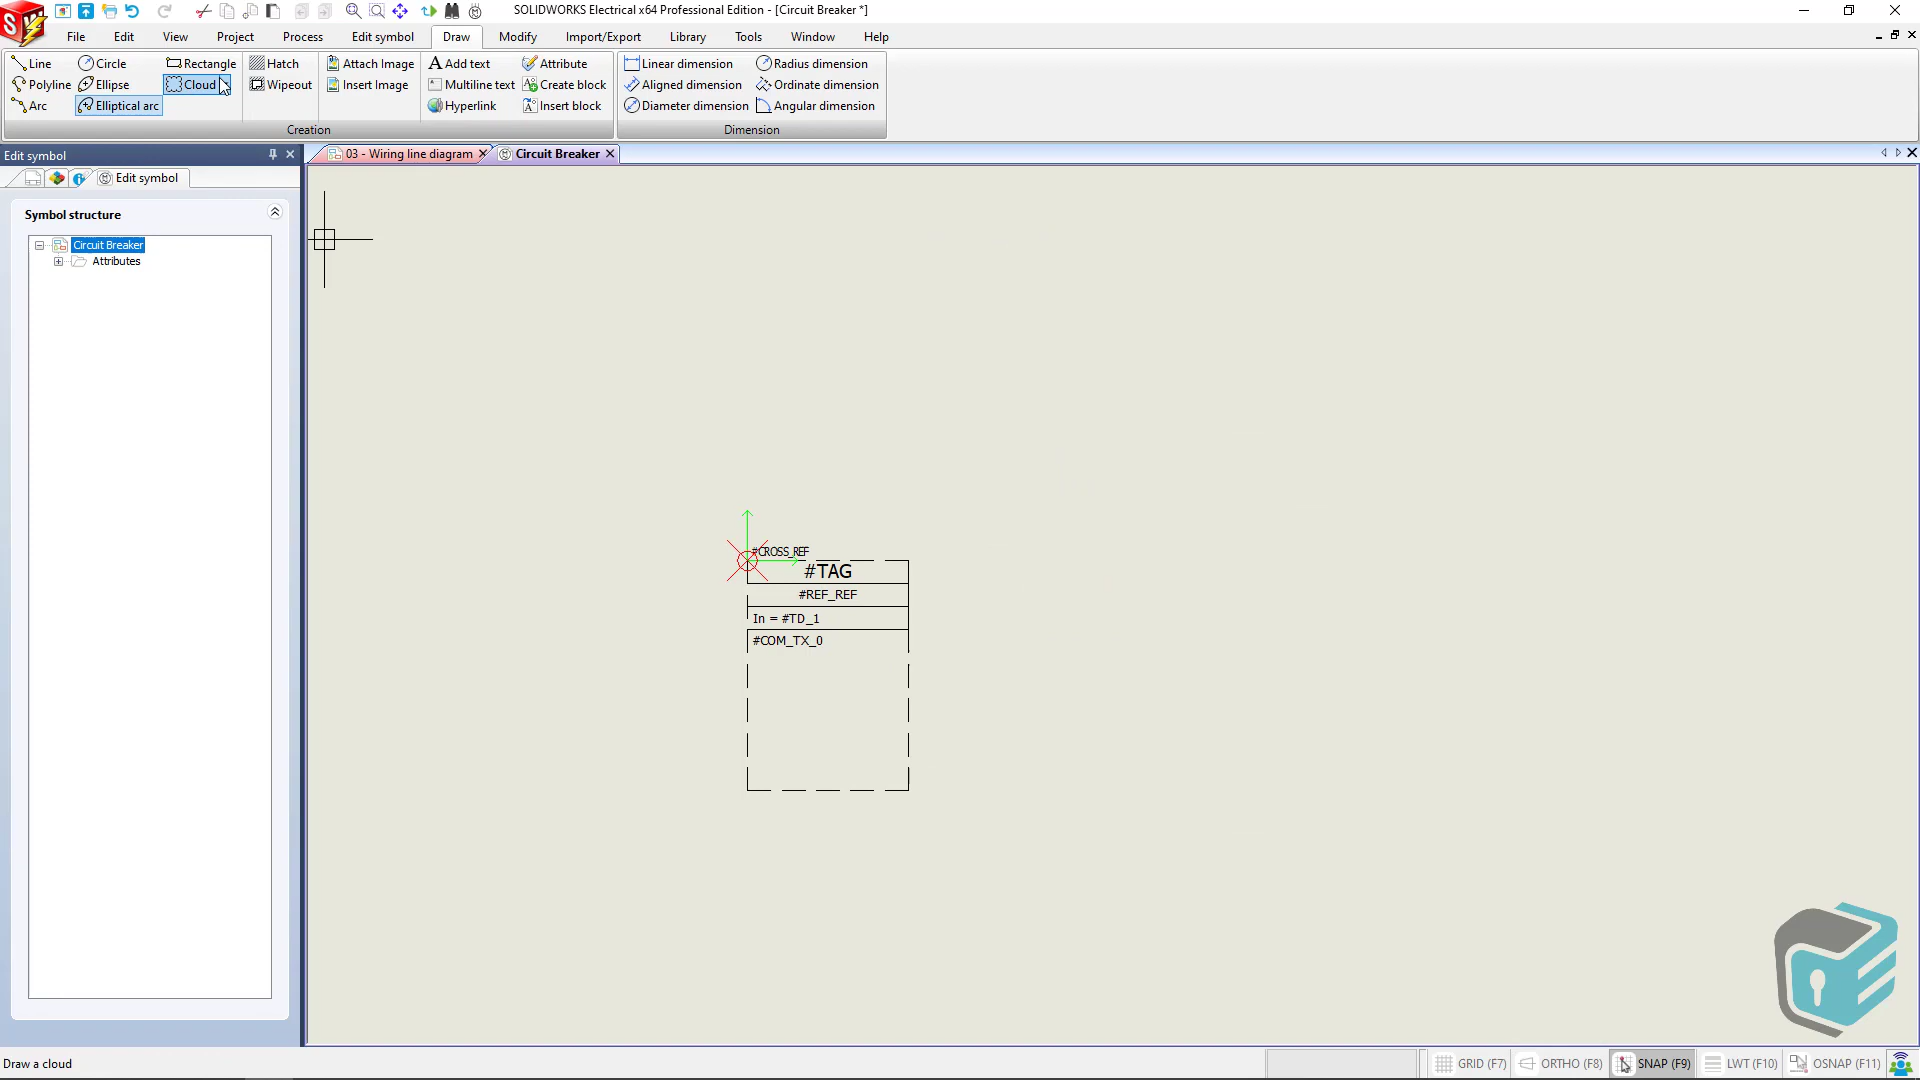 SOLIDWORKS Electrical x64 Professional Edition - [Circuit Breaker *]
File Edit View Project Process Edit symbol Draw Modify Import/Export Library Tools Window Help
Line Circle Rectangle Hatch Attach Image Add text Attribute Linear dimension Radius dimension
Polyline Ellipse Cloud Wipeout Insert Image Multiline text Create block Aligned dimension Ordinate dimension
Arc Elliptical arc Hyperlink Insert block Diameter dimension Angular dimension
Creation Dimension
Edit symbol
03 - Wiring line diagram Circuit Breaker
Edit symbol
Symbol structure
Circuit Breaker
Attributes
#CROSS_REF
#TAG
#REF_REF
In = #TD_1
#COM_TX_0
Draw a cloud GRID (F7) ORTHO (F8) SNAP (F9) LWT (F10) OSNAP (F11)